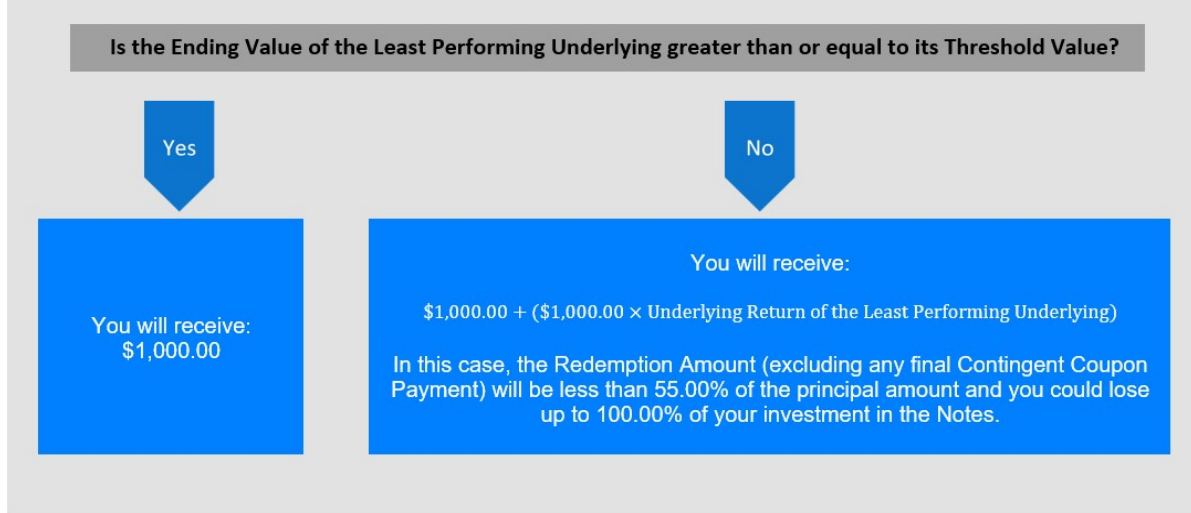 Is the Ending Value of the Least Performing Underlying greater than or equal to its Threshold Value?
Yes
No
You will receive:
$1,000.00
You will receive:
$1,000.00 + ($1,000.00 × Underlying Return of the Least Performing Underlying)
In this case, the Redemption Amount (excluding any final Contingent Coupon
Payment) will be less than 55.00% of the principal amount and you could lose
up to 100.00% of your investment in the Notes.